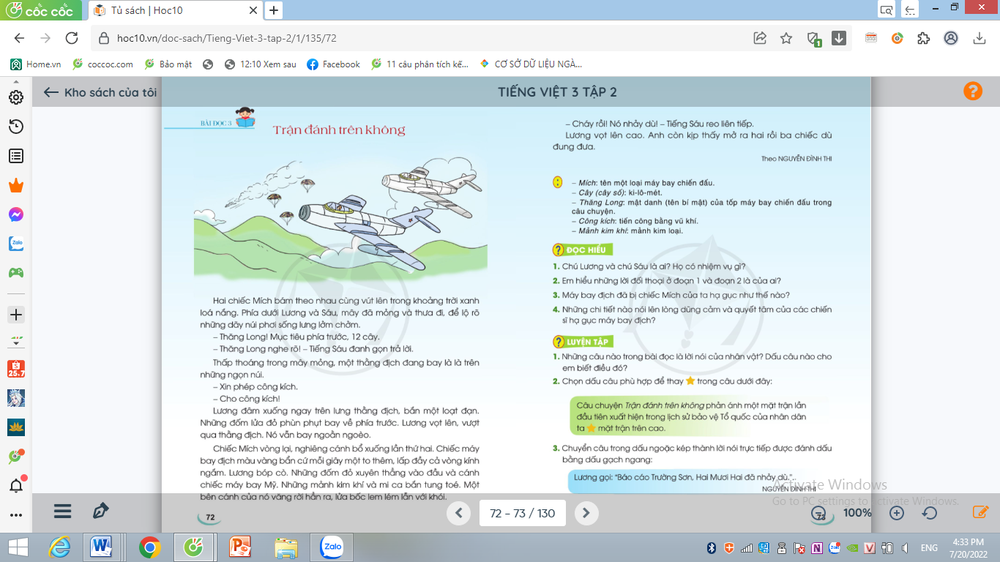 cốc cốc
Tủ sách | Hoc10
hoc10.vn/doc-sach/Tieng-Viet-3-tap-2/1/135/72
1
Home.vn
coccoc.com
Bảo mật
12:10 Xem sau
Facebook
11 câu phân tích kế...
CƠ SỞ DỮ LIỆU NGÀ...
Kho sách của tôi
TIẾNG VIỆT 3 TẬP 2
?
BÀI ĐỌC 3
Trận đánh trên không
Hai chiếc Mích bám theo nhau cùng vút lên trong khoảng trời xanh
loá nắng. Phía dưới Lương và Sáu, mây đã mỏng và thưa đi, để lộ rõ
những dãy núi phơi sống lưng lởm chởm.
– Thăng Long! Mục tiêu phía trước, 12 cây.
– Thăng Long nghe rõ! – Tiếng Sáu đanh gọn trả lời.
Thấp thoáng trong mây mỏng, một thằng địch đang bay là là trên
những ngọn núi.
– Xin phép công kích.
– Cho công kích!
Lương đâm xuống ngay trên lưng thằng địch, bắn một loạt đạn.
Những đốm lửa đỏ phùn phụt bay về phía trước. Lương vọt lên, vượt
qua thằng địch. Nó vẫn bay ngoằn ngoèo.
Chiếc Mích vòng lại, nghiêng cánh bổ xuống lần thứ hai. Chiếc máy
bay địch màu vàng bẩn cứ mỗi giây một to thêm, lấp đầy cả vòng kính
ngắm. Lương bóp cò. Những đốm đỏ xuyên thẳng vào đầu và cánh
chiếc máy bay Mỹ. Những mảnh kim khí và mi ca bắn tung toé. Một
bên cánh của nó văng rời hẳn ra, lửa bốc lem lém lẫn với khói.
72
– Cháy rồi! Nó nhảy dù! – Tiếng Sáu reo liên tiếp.
Lương vọt lên cao. Anh còn kịp thấy mở ra hai rồi ba chiếc dù
đung đưa.
Theo NGUYỄN ĐÌNH THI
– Mích: tên một loại máy bay chiến đấu.
– Cây (cây số): ki-lô-mét.
– Thăng Long: mật danh (tên bí mật) của tốp máy bay chiến đấu trong
câu chuyện.
– Công kích: tiến công bằng vũ khí.
– Mảnh kim khí: mảnh kim loại.
? ĐỌC HIỂU
1. Chú Lương và chú Sáu là ai? Họ có nhiệm vụ gì?
2. Em hiểu những lời đối thoại ở đoạn 1 và đoạn 2 là của ai?
3. Máy bay địch đã bị chiếc Mích của ta hạ gục như thế nào?
4. Những chi tiết nào nói lên lòng dũng cảm và quyết tâm của các chiến
sĩ hạ gục máy bay địch?
? LUYỆN TẬP
1. Những câu nào trong bài đọc là lời nói của nhân vật? Dấu câu nào cho
em biết điều đó?
2. Chọn dấu câu phù hợp để thay ⭐ trong câu dưới đây:
Câu chuyện Trận đánh trên không phản ánh một mặt trận lần
đầu tiên xuất hiện trong lịch sử bảo vệ Tổ quốc của nhân dân
ta ⭐ mặt trận trên cao.
3. Chuyển câu trong dấu ngoặc kép thành lời nói trực tiếp được đánh dấu
bằng dấu gạch ngang:
Lương gọi: “Báo cáo Trường Sơn, Hai Mươi Hai đã nhảy dù.”..
NGUYỄN ĐÌNH THI
73
Activate Windows
Go to PC settings to activate Windows.
72 – 73 / 130
100%
Zalo
S
25.7
ENG
4:33 PM
7/20/2022